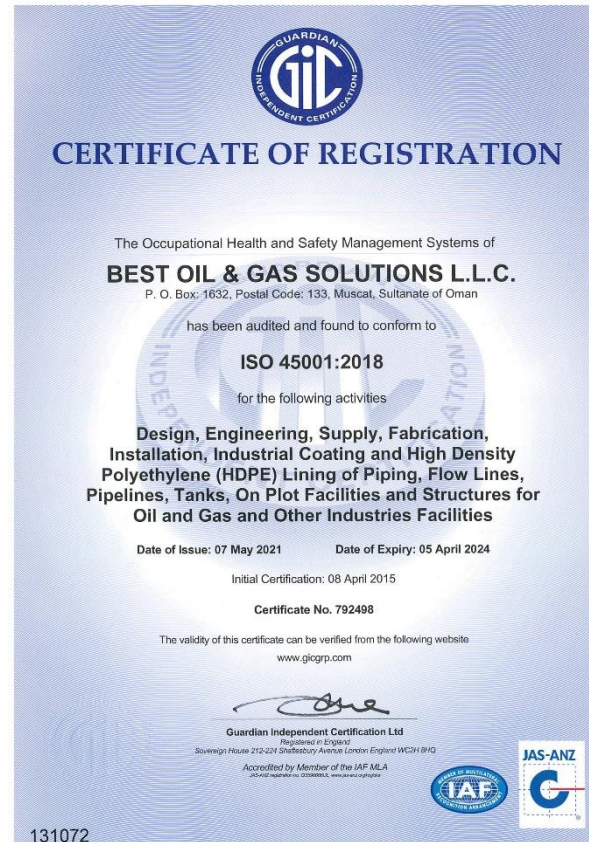 GUARDIAN
GIC
INDEPENDENT CERTIFICATION
CERTIFICATE OF REGISTRATION
The Occupational Health and Safety Management Systems of
BEST OIL & GAS SOLUTIONS L.L.C.
P. O. Box: 1632, Postal Code: 133, Muscat, Sultanate of Oman
has been audited and found to conform to
ISO 45001:2018
for the following activities
Design, Engineering, Supply, Fabrication,
Installation, Industrial Coating and High Density
Polyethylene (HDPE) Lining of Piping, Flow Lines,
Pipelines, Tanks, On Plot Facilities and Structures for
Oil and Gas and Other Industries Facilities
Date of Issue: 07 May 2021 Date of Expiry: 05 April 2024
Initial Certification: 08 April 2015
Certificate No. 792498
The validity of this certificate can be verified from the following website
www.gicgrp.com
Guardian Independent Certification Ltd
Registered in England
Sovereign House 212-224 Shaftesbury Avenue London England WC2H 8HQ
Accredited by Member of the IAF MLA
MEMBER OF MULTILATERAL
IAF
RECOGNITION ARRANGEMENT
JAS-ANZ
C
131072